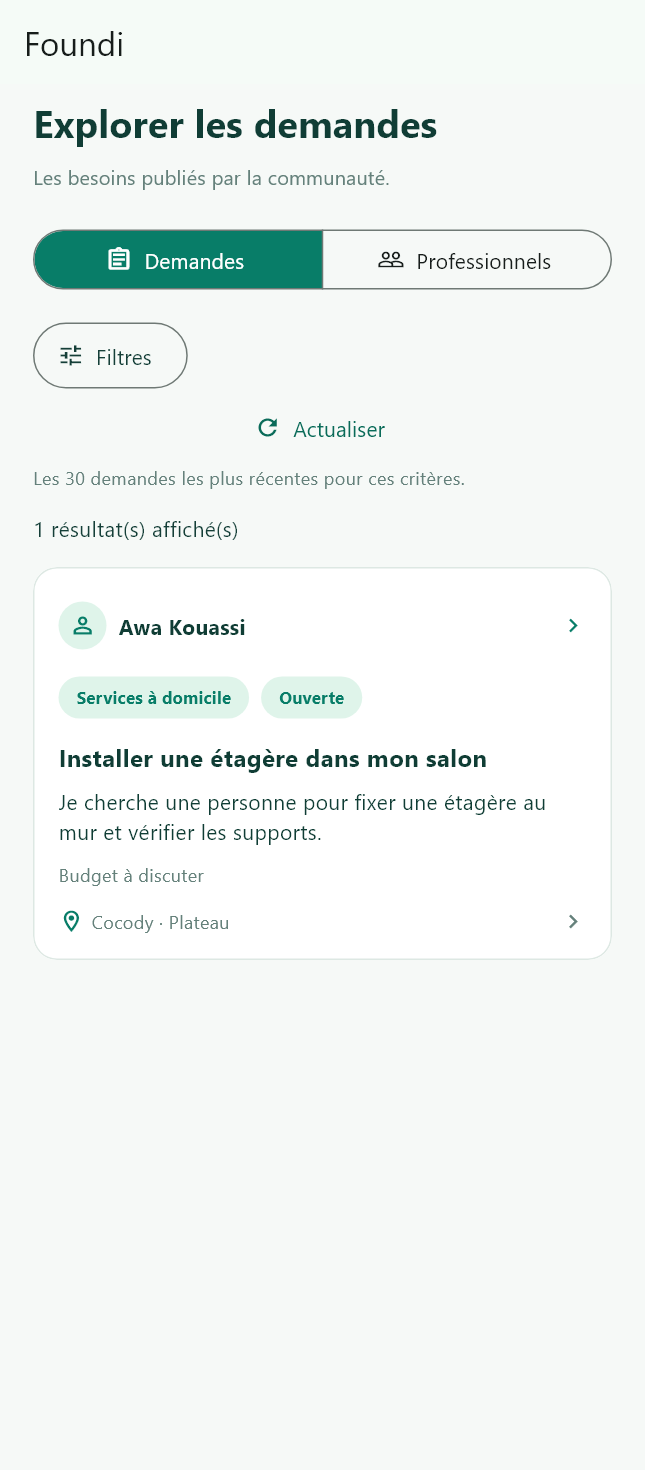 Foundi
Explorer les demandes
Les besoins publiés par la communauté.
Demandes
Professionnels
Filtres
Actualiser
Les 30 demandes les plus récentes pour ces critères.
1 résultat(s) affiché(s)
Awa Kouassi
Services à domicile
Ouverte
Installer une étagère dans mon salon
Je cherche une personne pour fixer une étagère au
mur et vérifier les supports.
Budget à discuter
Cocody · Plateau